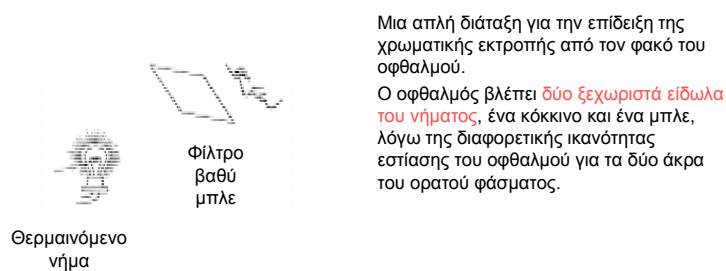 Μια απλή διάταξη για την επίδειξη της
χρωματικής εκτροπής από τον φακό του
οφθαλμού.
Ο οφθαλμός βλέπει δύο ξεχωριστά είδωλα
του νήματος, ένα κόκκινο και ένα μπλε,
λόγω της διαφορετικής ικανότητας
εστίασης του οφθαλμού για τα δύο άκρα
του ορατού φάσματος.
Φίλτρο
βαθύ
μπλε
Θερμαινόμενο
νήμα